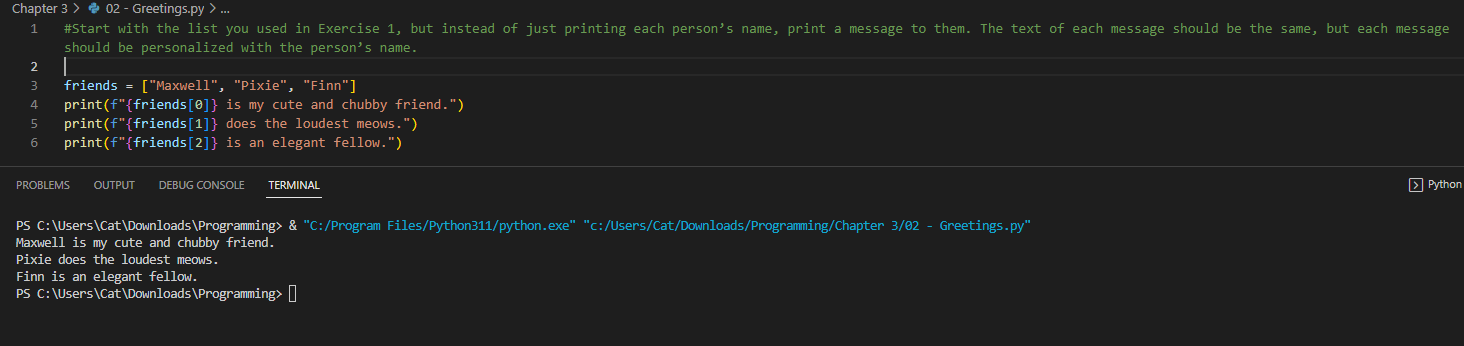 Chapter 3 > 02 - Greetings.py > ...
1 #Start with the list you used in Exercise 1, but instead of just printing each person’s name, print a message to them. The text of each message should be the same, but each message
should be personalized with the person’s name.
2
3 friends = ["Maxwell", "Pixie", "Finn"]
4 print(f"{friends[0]} is my cute and chubby friend.")
5 print(f"{friends[1]} does the loudest meows.")
6 print(f"{friends[2]} is an elegant fellow.")
PROBLEMS OUTPUT DEBUG CONSOLE TERMINAL Python
PS C:\Users\Cat\Downloads\Programming> & "C:/Program Files/Python311/python.exe" "c:/Users/Cat/Downloads/Programming/Chapter 3/02 - Greetings.py"
Maxwell is my cute and chubby friend.
Pixie does the loudest meows.
Finn is an elegant fellow.
PS C:\Users\Cat\Downloads\Programming>